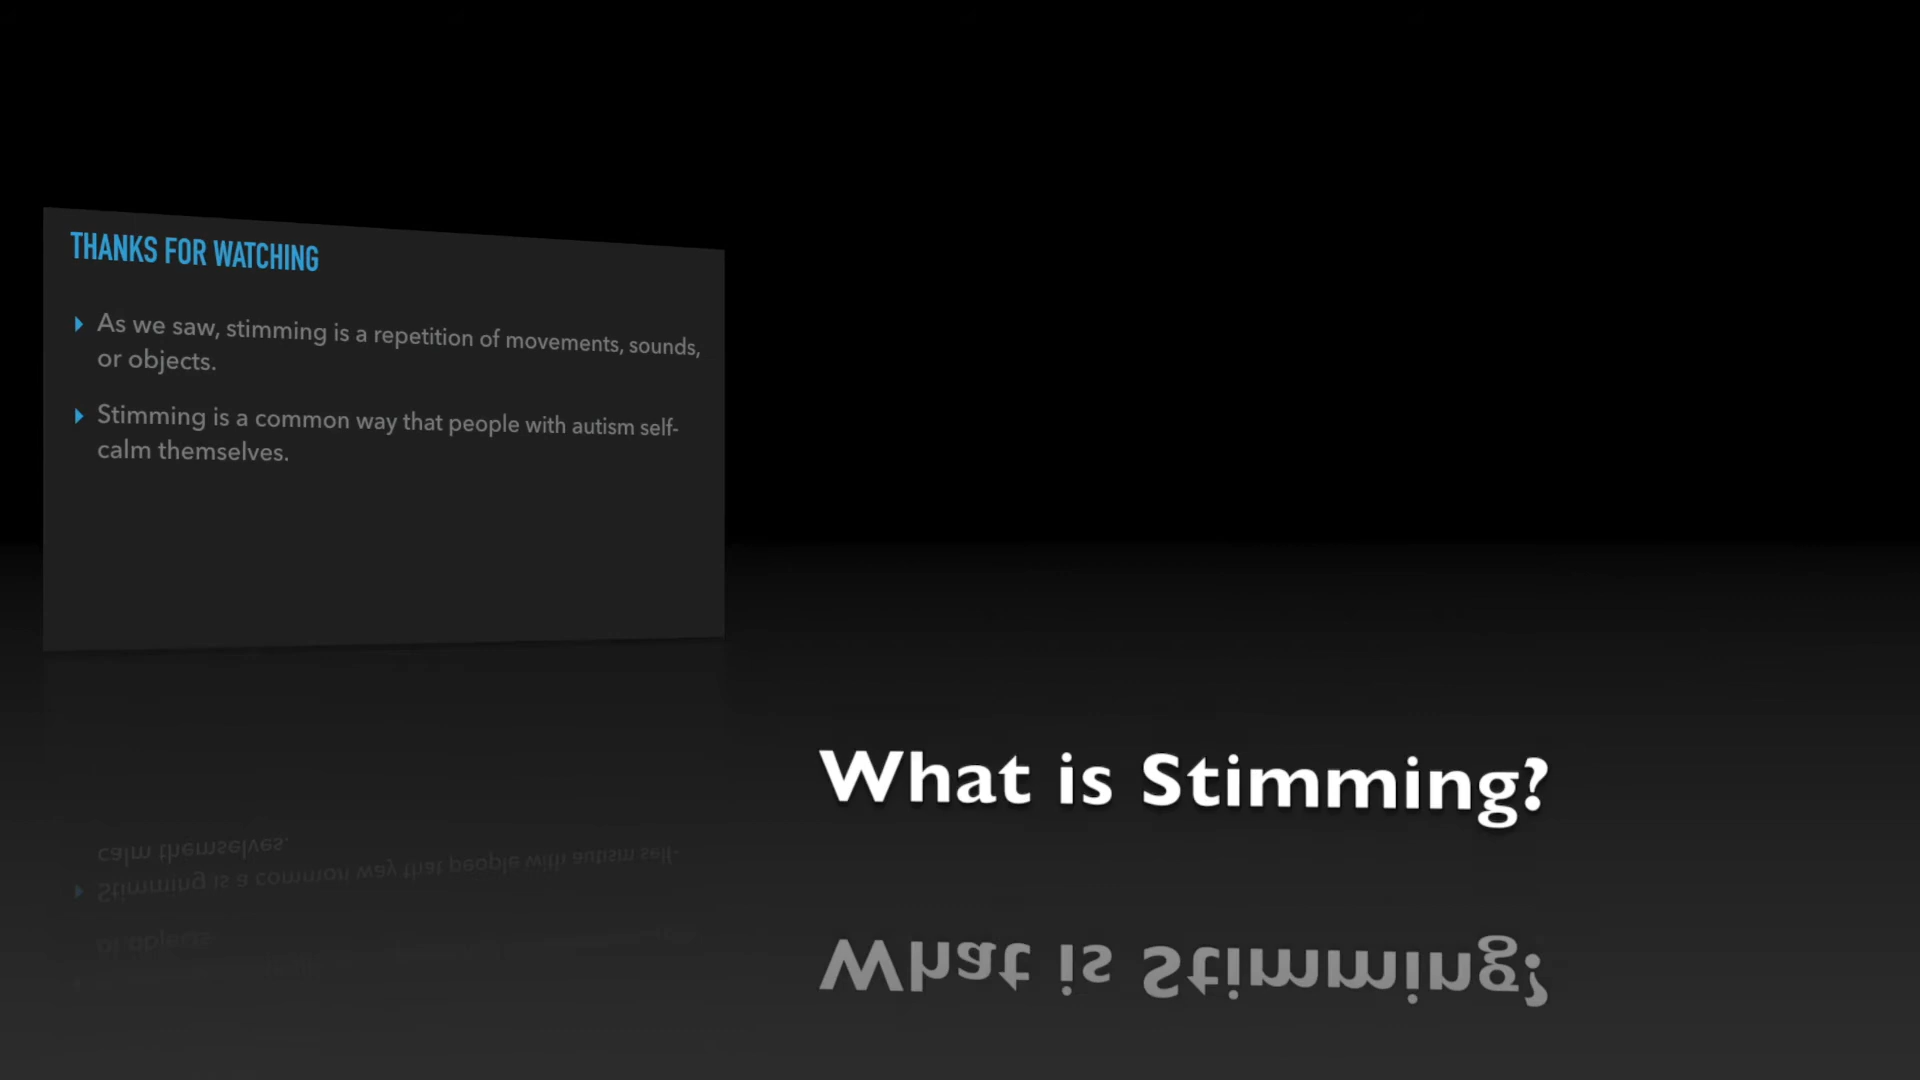 THANKS FOR WATCHING
As we saw, stimming is a repetition of movements, sounds,
or objects.
Stimming is a common way that people with autism self-
calm themselves.
What is Stimming?